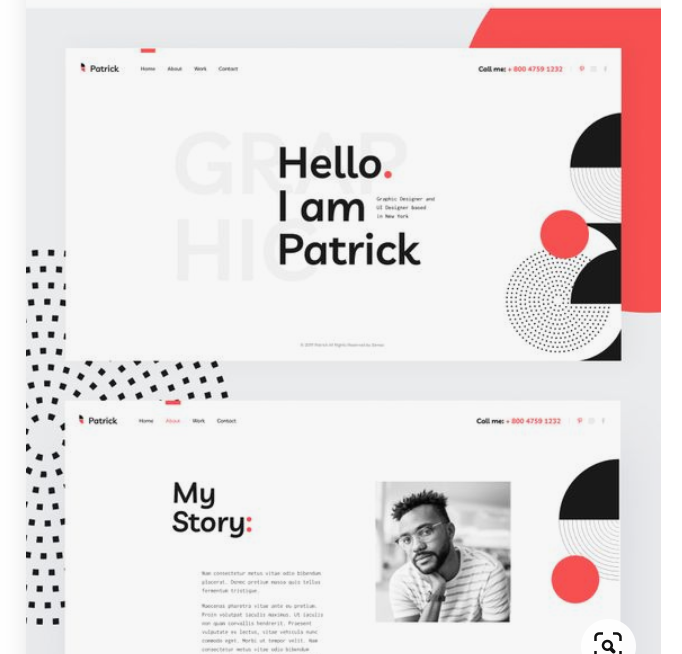 Patrick
Home About Work Contact
Call me: + 800 4759 1232
GRAP
HIC
Hello.
I am
Patrick
Graphic Designer and
UI Designer based
in New York
© 2019 Patrick All Rights Reserved by
Patrick
Home About Work Contact
Call me: + 800 4759 1232
My
Story:
Nam consectetur metus vitae odio bibendum
placerat. Donec pretium massa quis tellus
fermentum tristique.
Maecenas pharetra vitae ante eu pretium.
Proin volutpat iaculis maximus. Ut iaculis
non quam convallis hendrerit. Praesent
vulputate ex lectus, vitae vehicula nunc
commodo eget. Morbi ut tempor velit. Nam
consectetur metus vitae odio bibendum